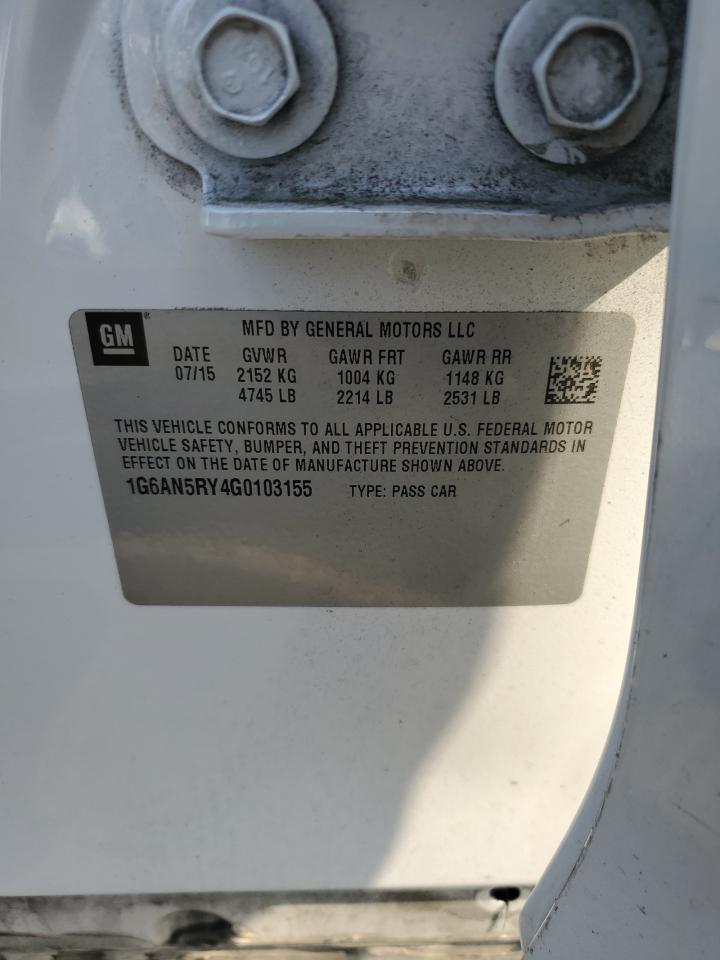 GM®
MFD BY GENERAL MOTORS LLC
DATE GVWR GAWR FRT GAWR RR
07/15 2152 KG 1004 KG 1148 KG
4745 LB 2214 LB 2531 LB
THIS VEHICLE CONFORMS TO ALL APPLICABLE U.S. FEDERAL MOTOR
VEHICLE SAFETY, BUMPER, AND THEFT PREVENTION STANDARDS IN
EFFECT ON THE DATE OF MANUFACTURE SHOWN ABOVE.
1G6AN5RY4G0103155 TYPE: PASS CAR